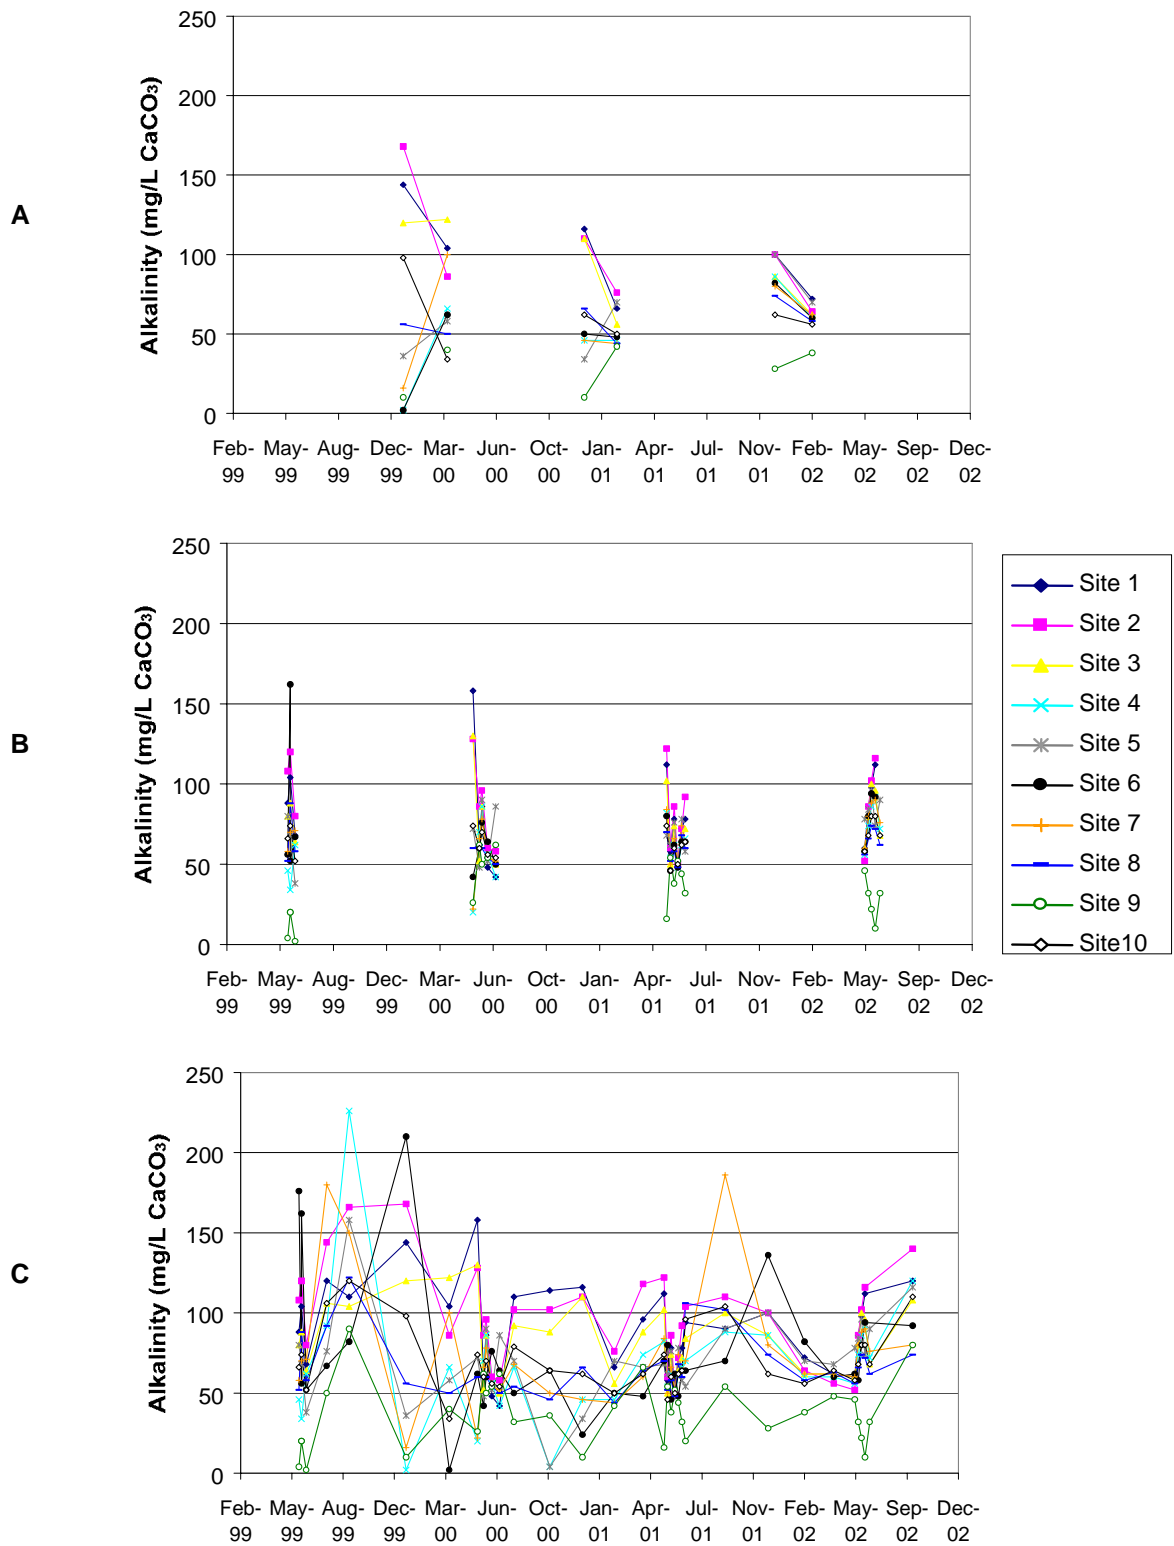 A
Alkalinity (mg/L CaCO₃)
250
200
150
100
50
0
Feb- May- Aug- Dec- Mar- Jun- Oct- Jan- Apr- Jul- Nov- Feb- May- Sep- Dec-
99 99 99 99 00 00 00 01 01 01 01 02 02 02 02
B
Alkalinity (mg/L CaCO₃)
250
200
150
100
50
0
Feb- May- Aug- Dec- Mar- Jun- Oct- Jan- Apr- Jul- Nov- Feb- May- Sep- Dec-
99 99 99 99 00 00 00 01 01 01 01 02 02 02 02
Site 1
Site 2
Site 3
Site 4
Site 5
Site 6
Site 7
Site 8
Site 9
Site10
C
Alkalinity (mg/L CaCO₃)
250
200
150
100
50
0
Feb- May- Aug- Dec- Mar- Jun- Oct- Jan- Apr- Jul- Nov- Feb- May- Sep- Dec-
99 99 99 99 00 00 00 01 01 01 01 02 02 02 02